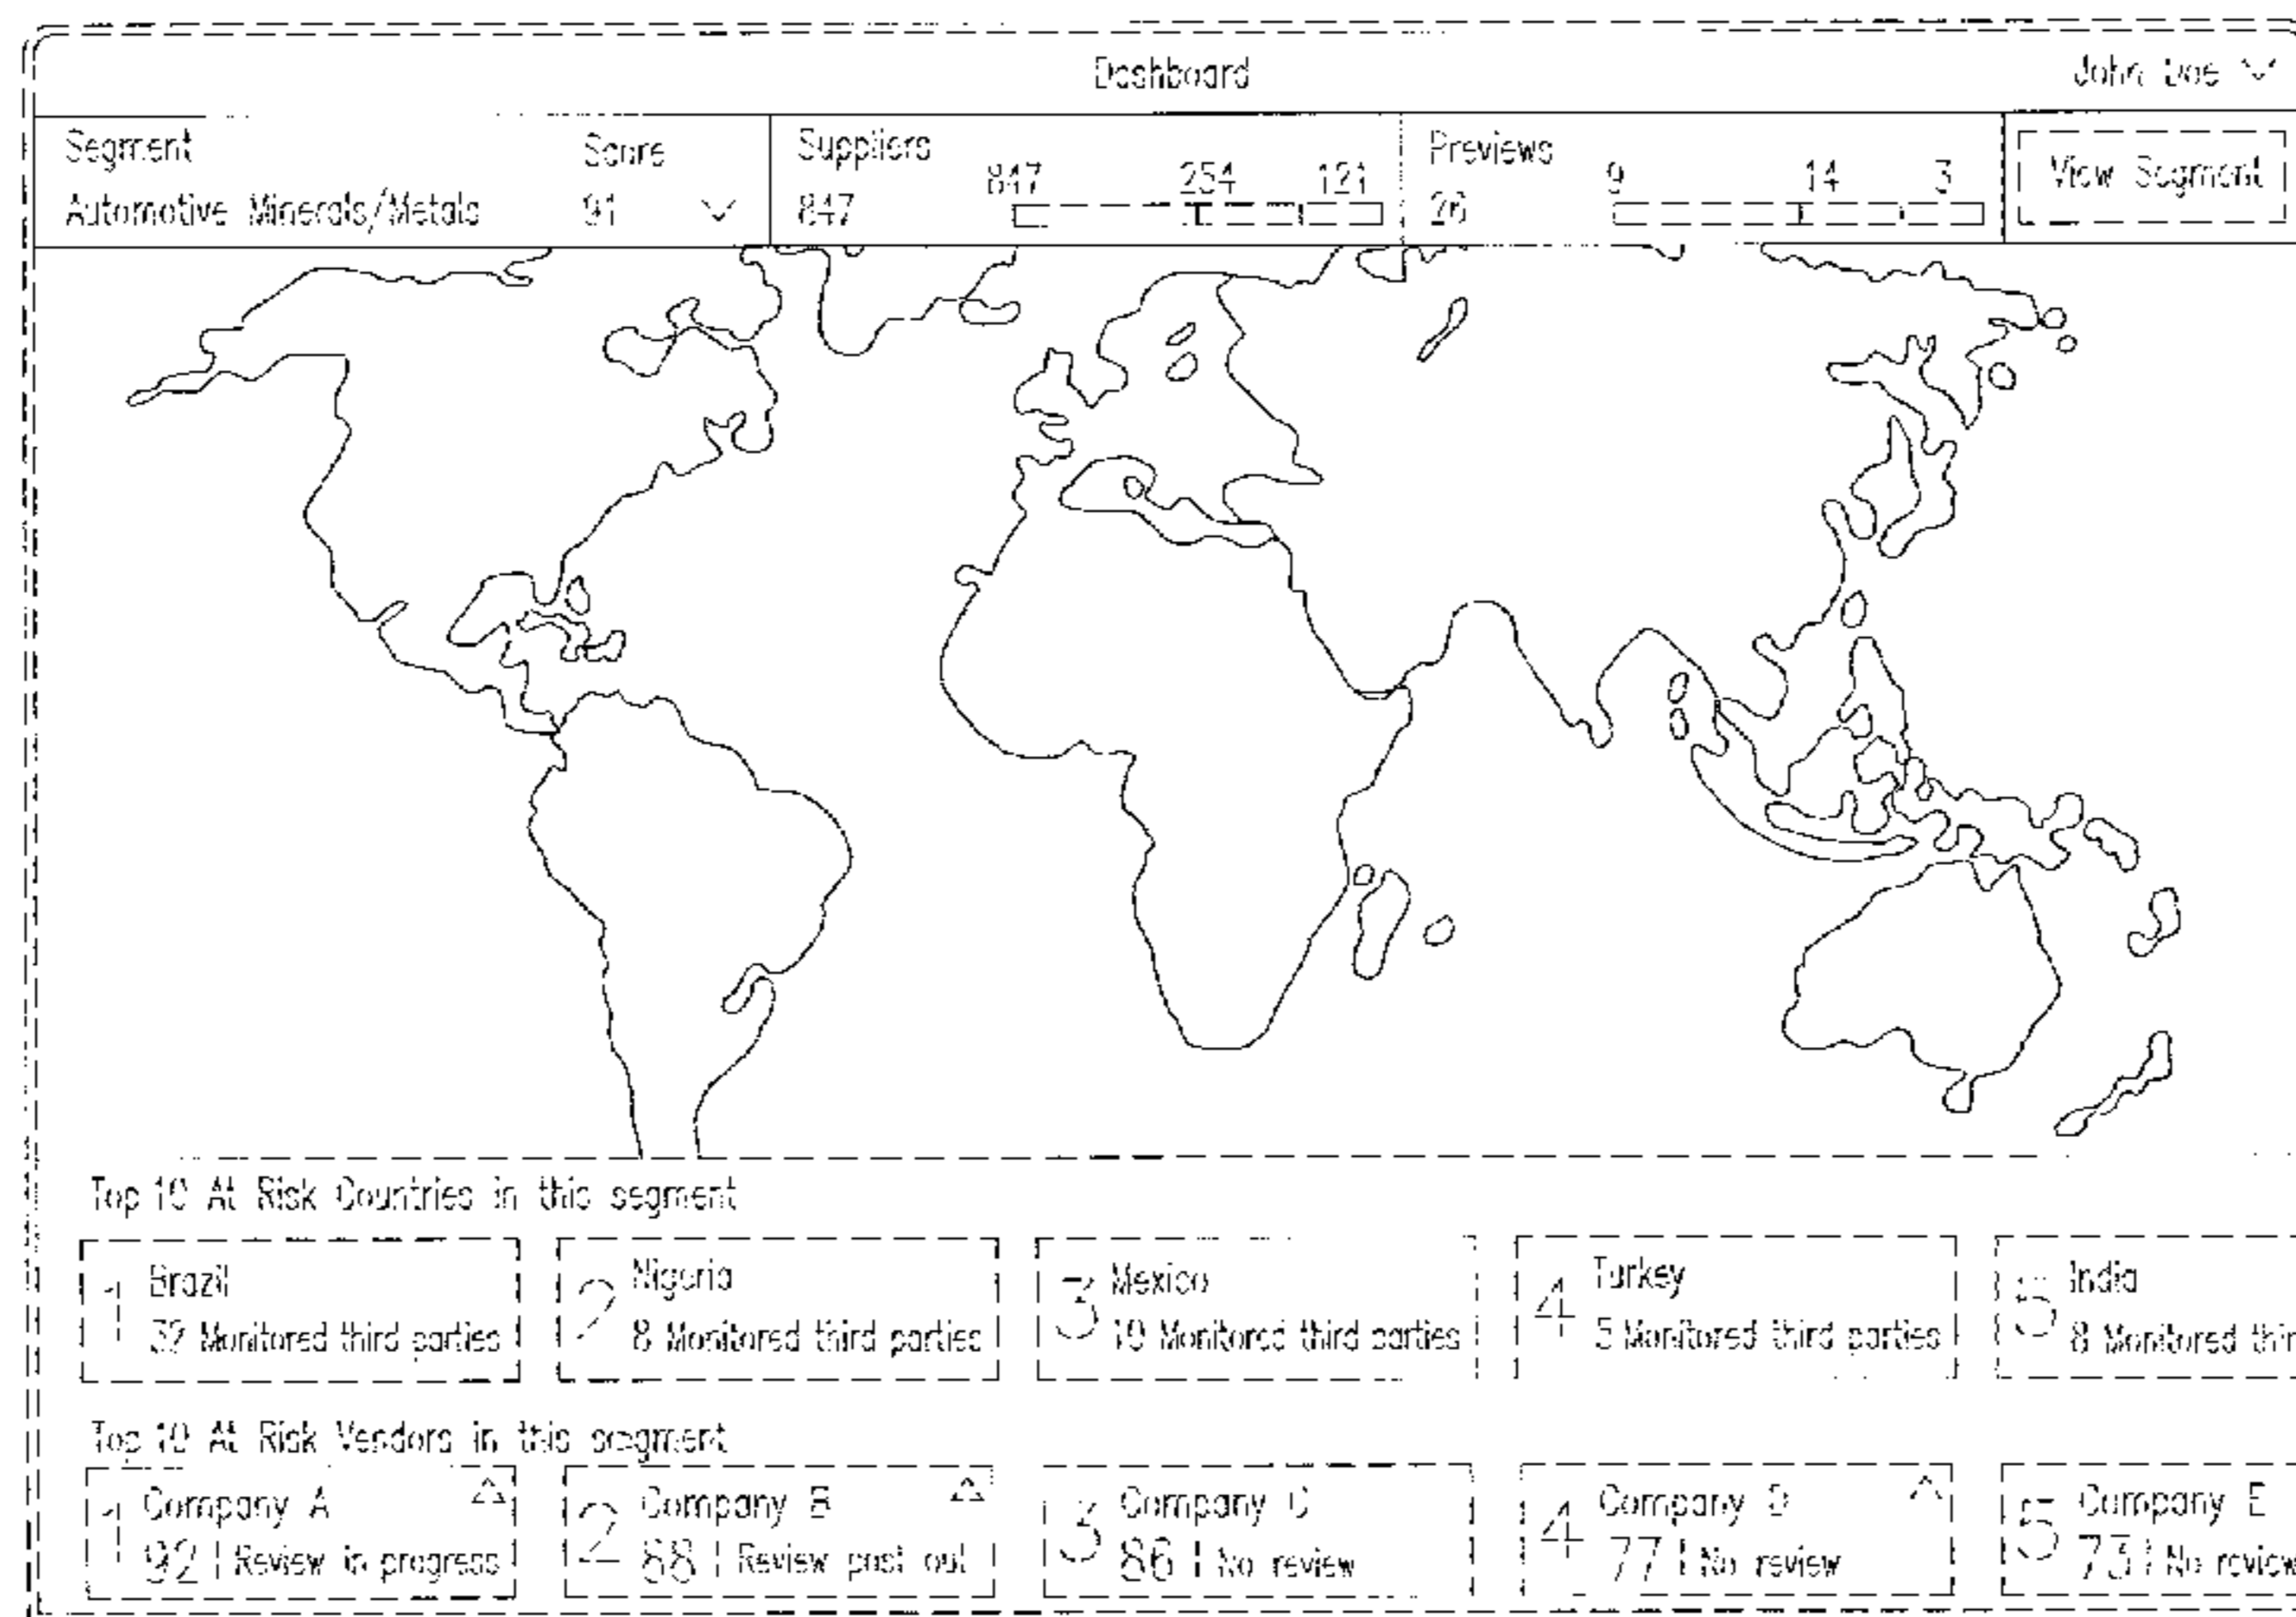 Dashboard
John Doe
Segment Score
Automotive Minerals/Metals 91
Suppliers
847
847 254 121
Previews
26
9 14 3
View Segment
Top 10 At Risk Countries in this segment
1 Brazil
32 Monitored third parties
2 Nigeria
8 Monitored third parties
3 Mexico
10 Monitored third parties
4 Turkey
5 Monitored third parties
5 India
8 Monitored thir
Top 10 At Risk Vendors in this segment
1 Company A
92 | Review in progress
2 Company B
88 | Review past out
3 Company C
86 | No review
4 Company D
77 | No review
5 Company E
73 | No review